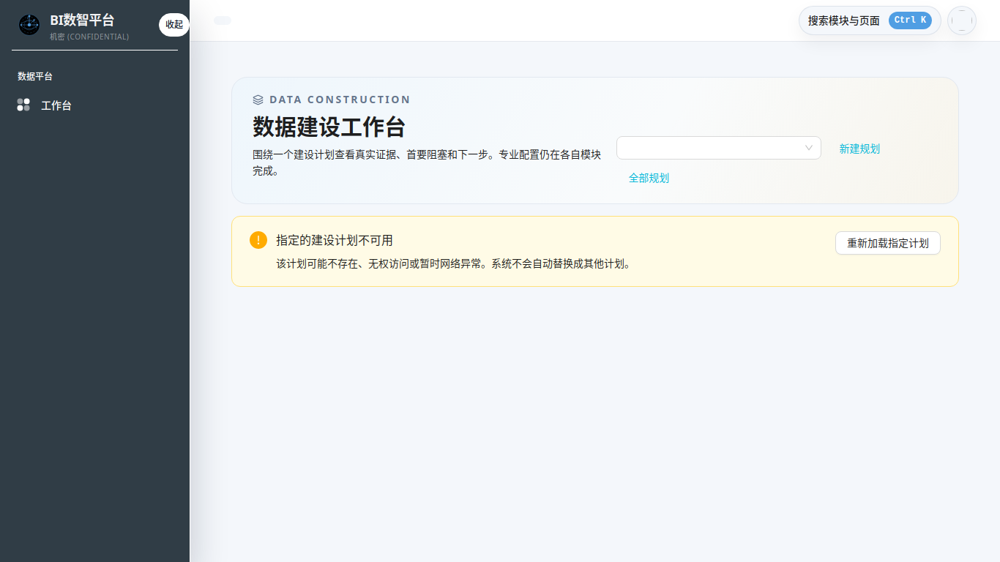 BI数智平台
机密 (CONFIDENTIAL)
收起
数据平台
工作台
搜索模块与页面 Ctrl K
DATA CONSTRUCTION
数据建设工作台
围绕一个建设计划查看真实证据、首要阻塞和下一步。专业配置仍在各自模块
完成。
新建规划
全部规划
指定的建设计划不可用
该计划可能不存在、无权访问或暂时网络异常。系统不会自动替换成其他计划。
重新加载指定计划